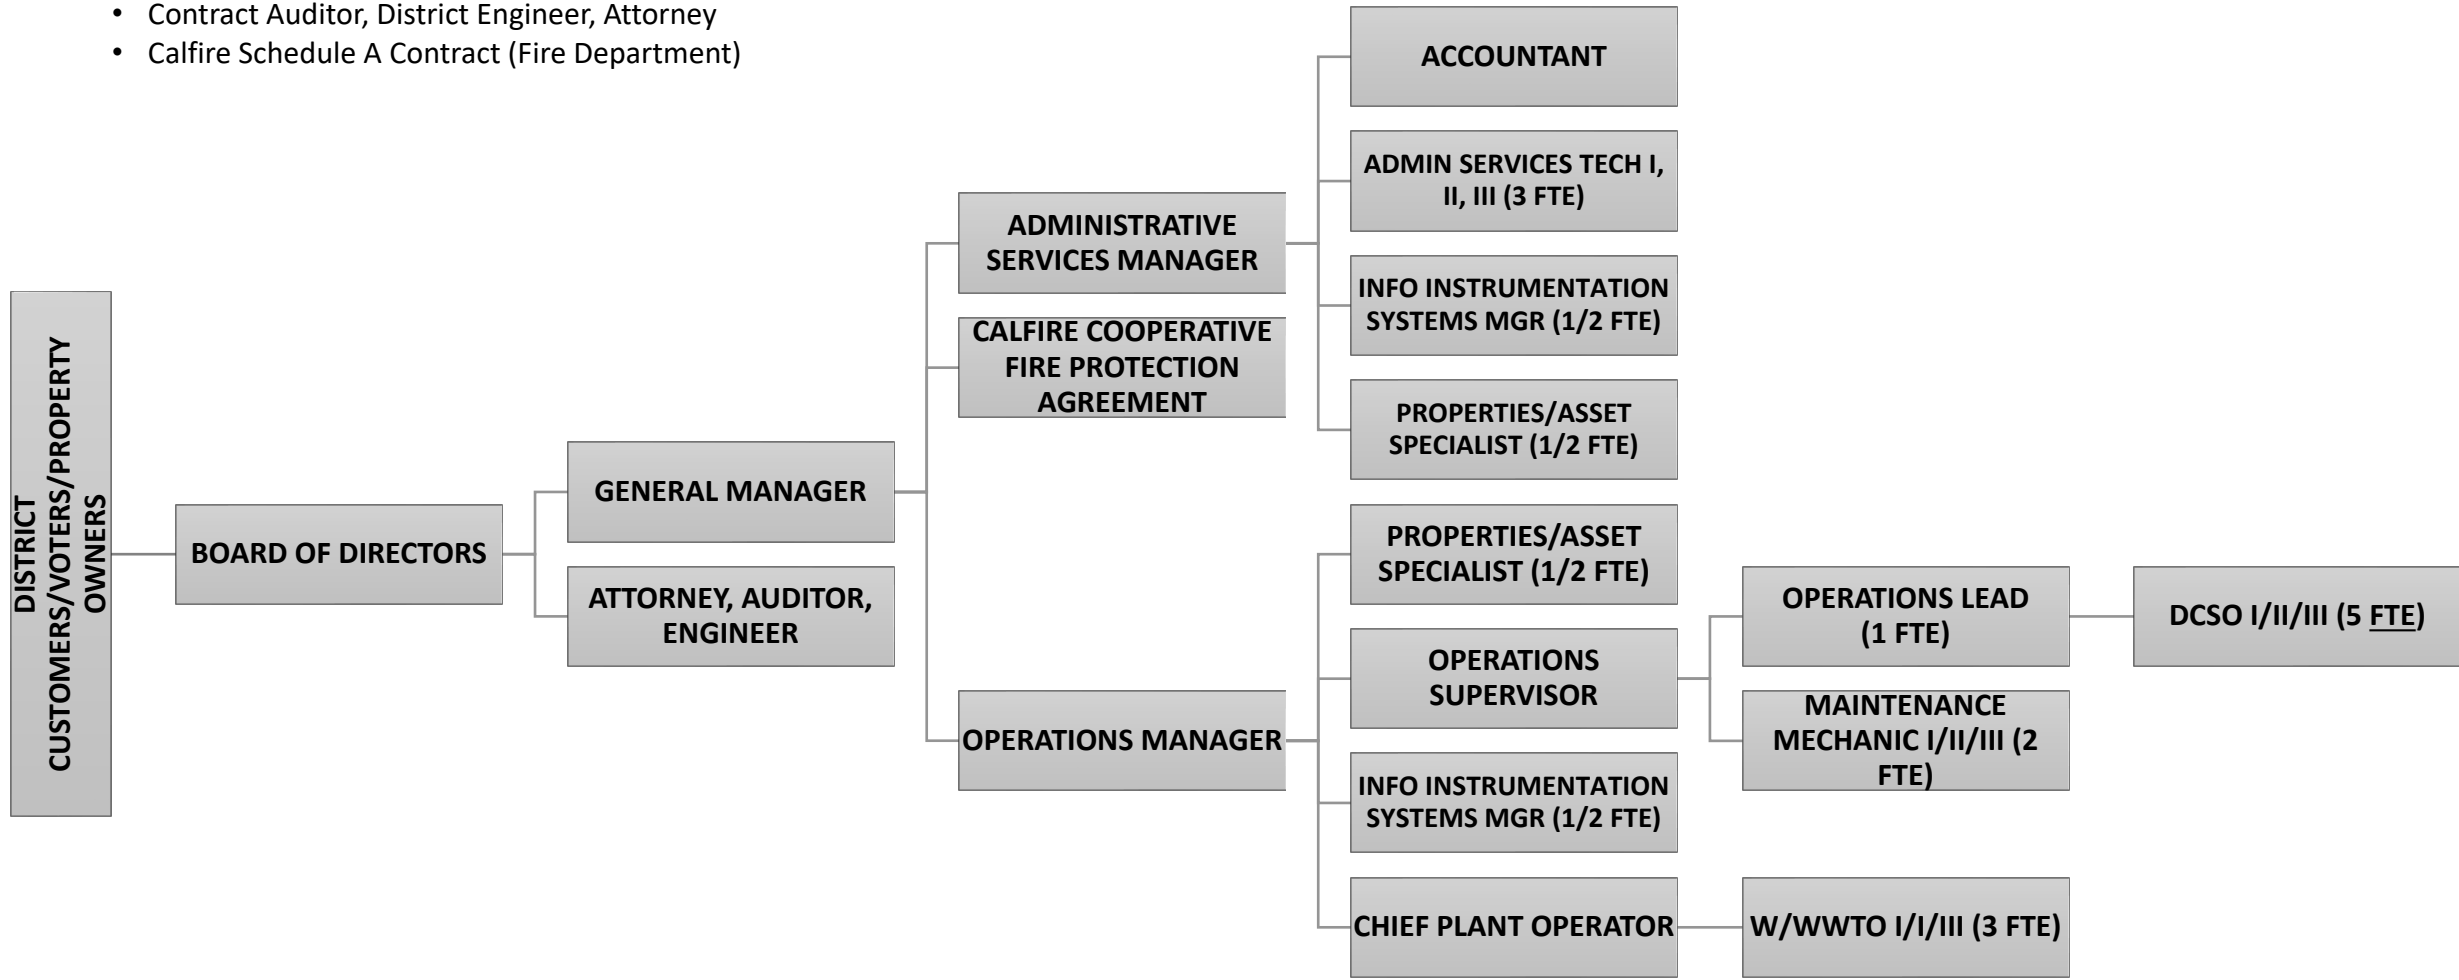 • Contract Auditor, District Engineer, Attorney
• Calfire Schedule A Contract (Fire Department)
DISTRICT
CUSTOMERS/VOTERS/PROPERTY
OWNERS
BOARD OF DIRECTORS
GENERAL MANAGER
ATTORNEY, AUDITOR,
ENGINEER
ADMINISTRATIVE
SERVICES MANAGER
CALFIRE COOPERATIVE
FIRE PROTECTION
AGREEMENT
OPERATIONS MANAGER
ACCOUNTANT
ADMIN SERVICES TECH I,
II, III (3 FTE)
INFO INSTRUMENTATION
SYSTEMS MGR (1/2 FTE)
PROPERTIES/ASSET
SPECIALIST (1/2 FTE)
PROPERTIES/ASSET
SPECIALIST (1/2 FTE)
OPERATIONS
SUPERVISOR
INFO INSTRUMENTATION
SYSTEMS MGR (1/2 FTE)
CHIEF PLANT OPERATOR
OPERATIONS LEAD
(1 FTE)
MAINTENANCE
MECHANIC I/II/III (2
FTE)
W/WWTO I/I/III (3 FTE)
DCSO I/II/III (5 FTE)